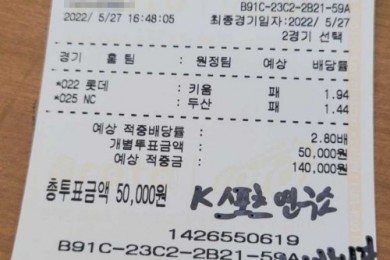 B91C-23C2-2B21-59A
2022/ 5/27 16:48:05 최종경기일자:2022/ 5/27
2경기 선택
경기 홈 팀 : 원정팀 예상 배당률
*022 롯데 : 키움 패 1.94
*025 NC : 두산 패 1.44
예상 적중배당률 : 2.80배
개별투표금액 : 50,000원
예상 적중금 : 140,000원
총투표금액 50,000원 K스포츠연구소
1426550619
B91C-23C2-2B21-59A